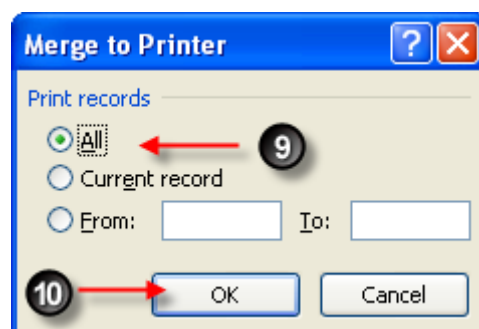 Merge to Printer ?
Print records
All 9
Current record
From: To:
10 OK Cancel